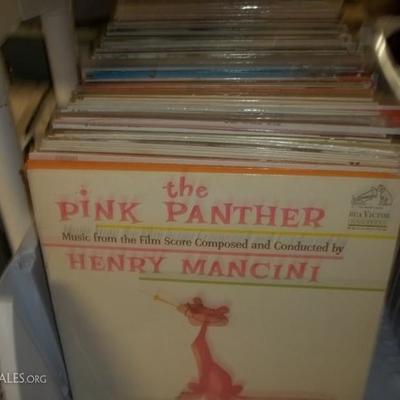 the
PINK PANTHER
RCA VICTOR
Music from the Film Score Composed and Conducted by
HENRY MANCINI
ALES.ORG